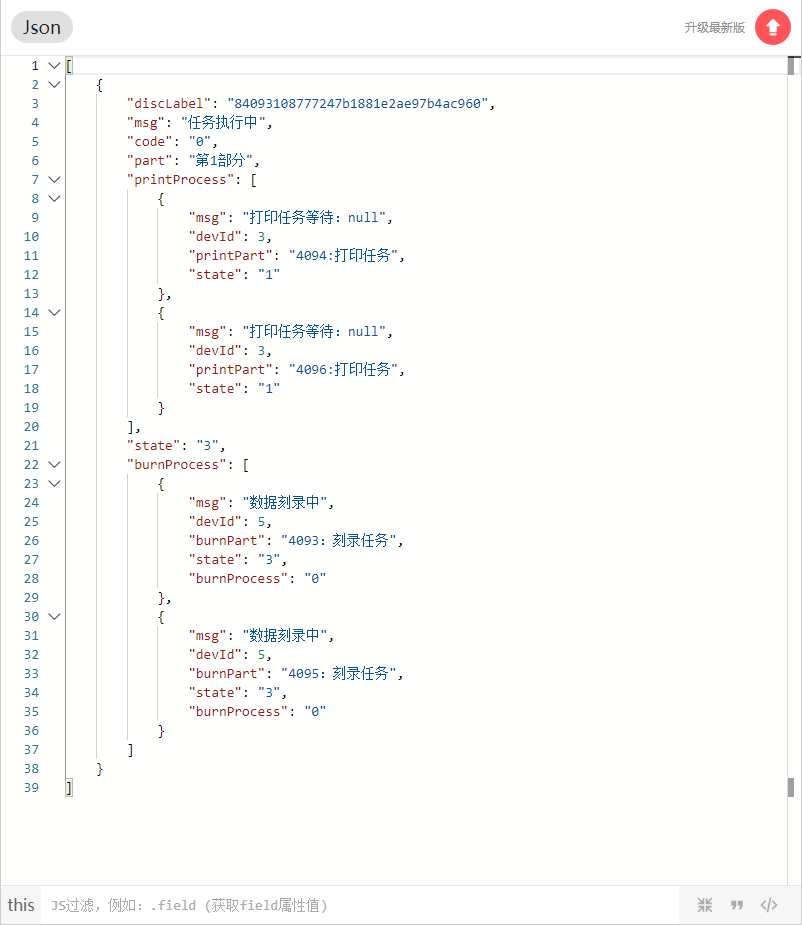 Json
升级最新版
1 [
2     {
3         "discLabel": "84093108777247b1881e2ae97b4ac960",
4         "msg": "任务执行中",
5         "code": "0",
6         "part": "第1部分",
7         "printProcess": [
8             {
9                 "msg": "打印任务等待：null",
10                 "devId": 3,
11                 "printPart": "4094:打印任务",
12                 "state": "1"
13             },
14             {
15                 "msg": "打印任务等待：null",
16                 "devId": 3,
17                 "printPart": "4096:打印任务",
18                 "state": "1"
19             }
20         ],
21         "state": "3",
22         "burnProcess": [
23             {
24                 "msg": "数据刻录中",
25                 "devId": 5,
26                 "burnPart": "4093：刻录任务",
27                 "state": "3",
28                 "burnProcess": "0"
29             },
30             {
31                 "msg": "数据刻录中",
32                 "devId": 5,
33                 "burnPart": "4095：刻录任务",
34                 "state": "3",
35                 "burnProcess": "0"
36             }
37         ]
38     }
39 ]
this JS过滤，例如：.field (获取field属性值)